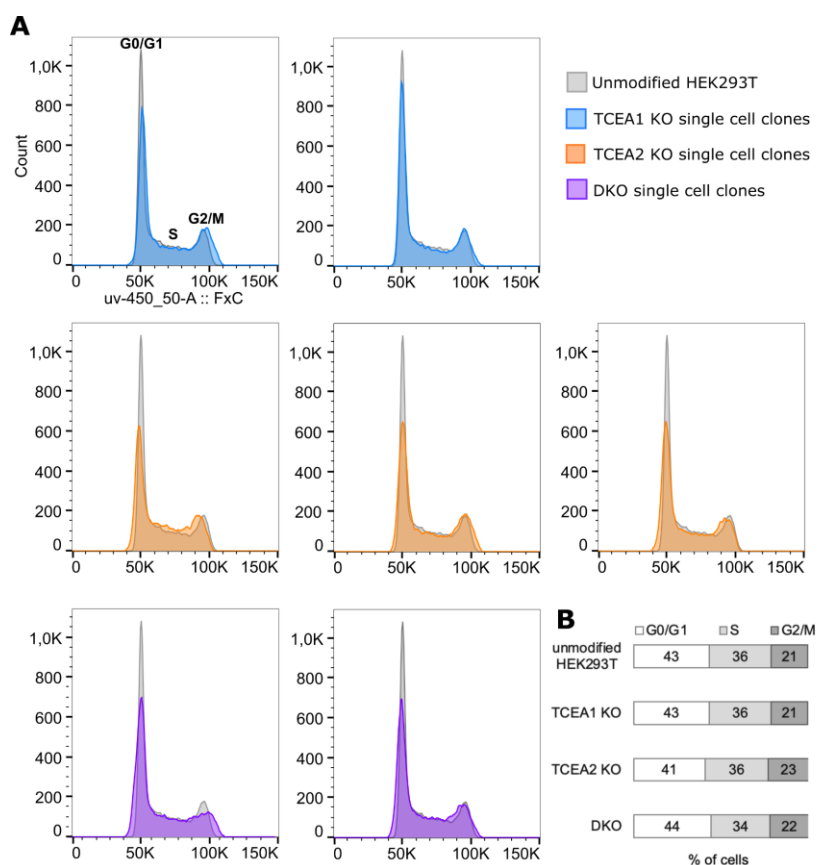 A
G0/G1
1,0K
800
600
400
200
0
Count
S
G2/M
0 50K 100K 150K
uv-450_50-A :: FxC
1,0K
800
600
400
200
0
0 50K 100K 150K
Unmodified HEK293T
TCEA1 KO single cell clones
TCEA2 KO single cell clones
DKO single cell clones
1,0K
800
600
400
200
0
0 50K 100K 150K
1,0K
800
600
400
200
0
0 50K 100K 150K
1,0K
800
600
400
200
0
0 50K 100K 150K
1,0K
800
600
400
200
0
0 50K 100K 150K
1,0K
800
600
400
200
0
0 50K 100K 150K
B
G0/G1 S G2/M
unmodified
HEK293T
43 36 21
TCEA1 KO 43 36 21
TCEA2 KO 41 36 23
DKO 44 34 22
% of cells